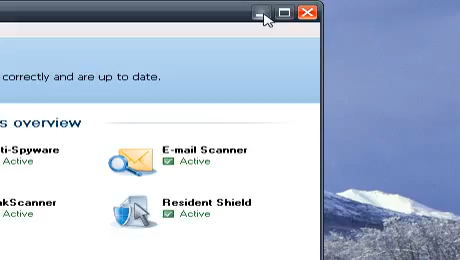 correctly and are up to date.
s overview
ti-Spyware
Active
E-mail Scanner
Active
kScanner
Active
Resident Shield
Active